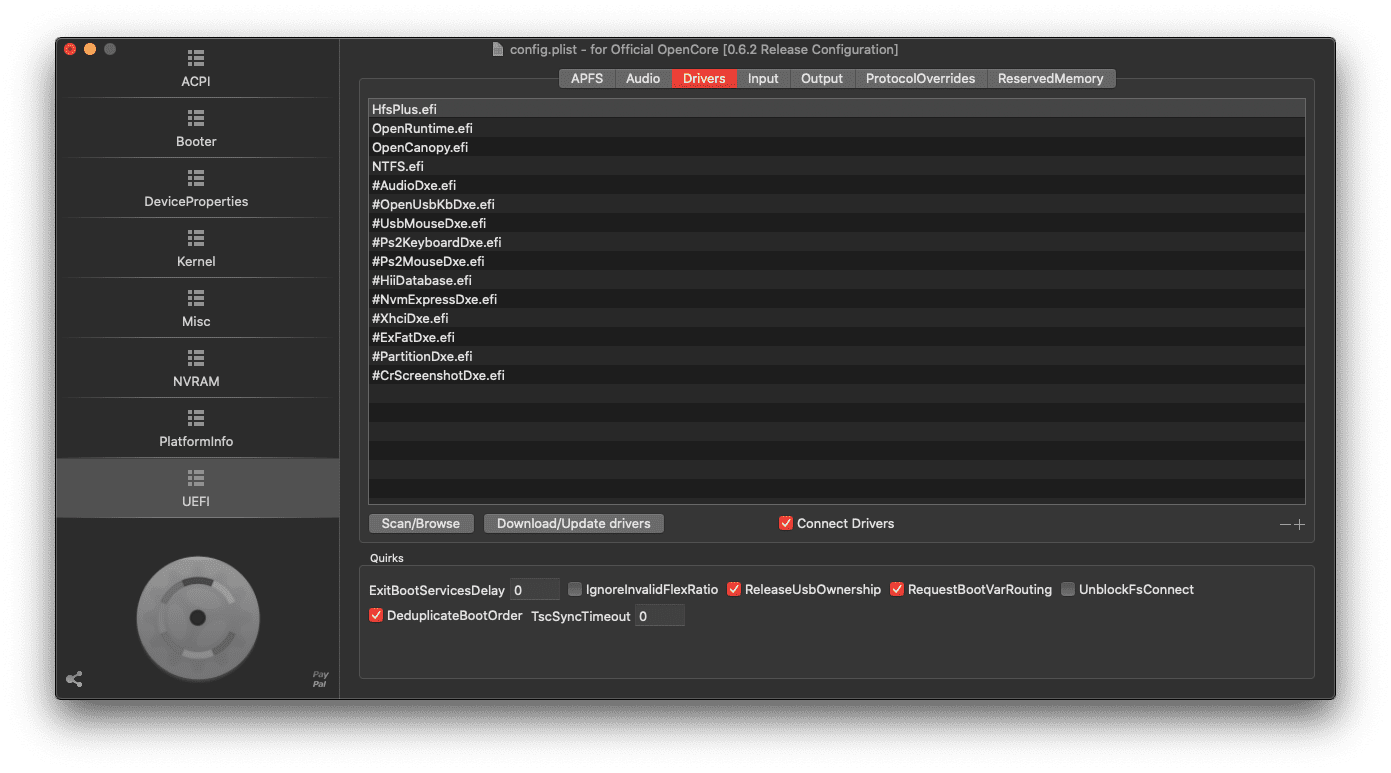 config.plist - for Official OpenCore [0.6.2 Release Configuration]
ACPI
Booter
DeviceProperties
Kernel
Misc
NVRAM
PlatformInfo
UEFI
Pay
Pal
APFS Audio Drivers Input Output ProtocolOverrides ReservedMemory
HfsPlus.efi
OpenRuntime.efi
OpenCanopy.efi
NTFS.efi
#AudioDxe.efi
#OpenUsbKbDxe.efi
#UsbMouseDxe.efi
#Ps2KeyboardDxe.efi
#Ps2MouseDxe.efi
#HiiDatabase.efi
#NvmExpressDxe.efi
#XhciDxe.efi
#ExFatDxe.efi
#PartitionDxe.efi
#CrScreenshotDxe.efi
Scan/Browse Download/Update drivers Connect Drivers
Quirks
ExitBootServicesDelay 0 IgnoreInvalidFlexRatio ReleaseUsbOwnership RequestBootVarRouting UnblockFsConnect
DeduplicateBootOrder TscSyncTimeout 0